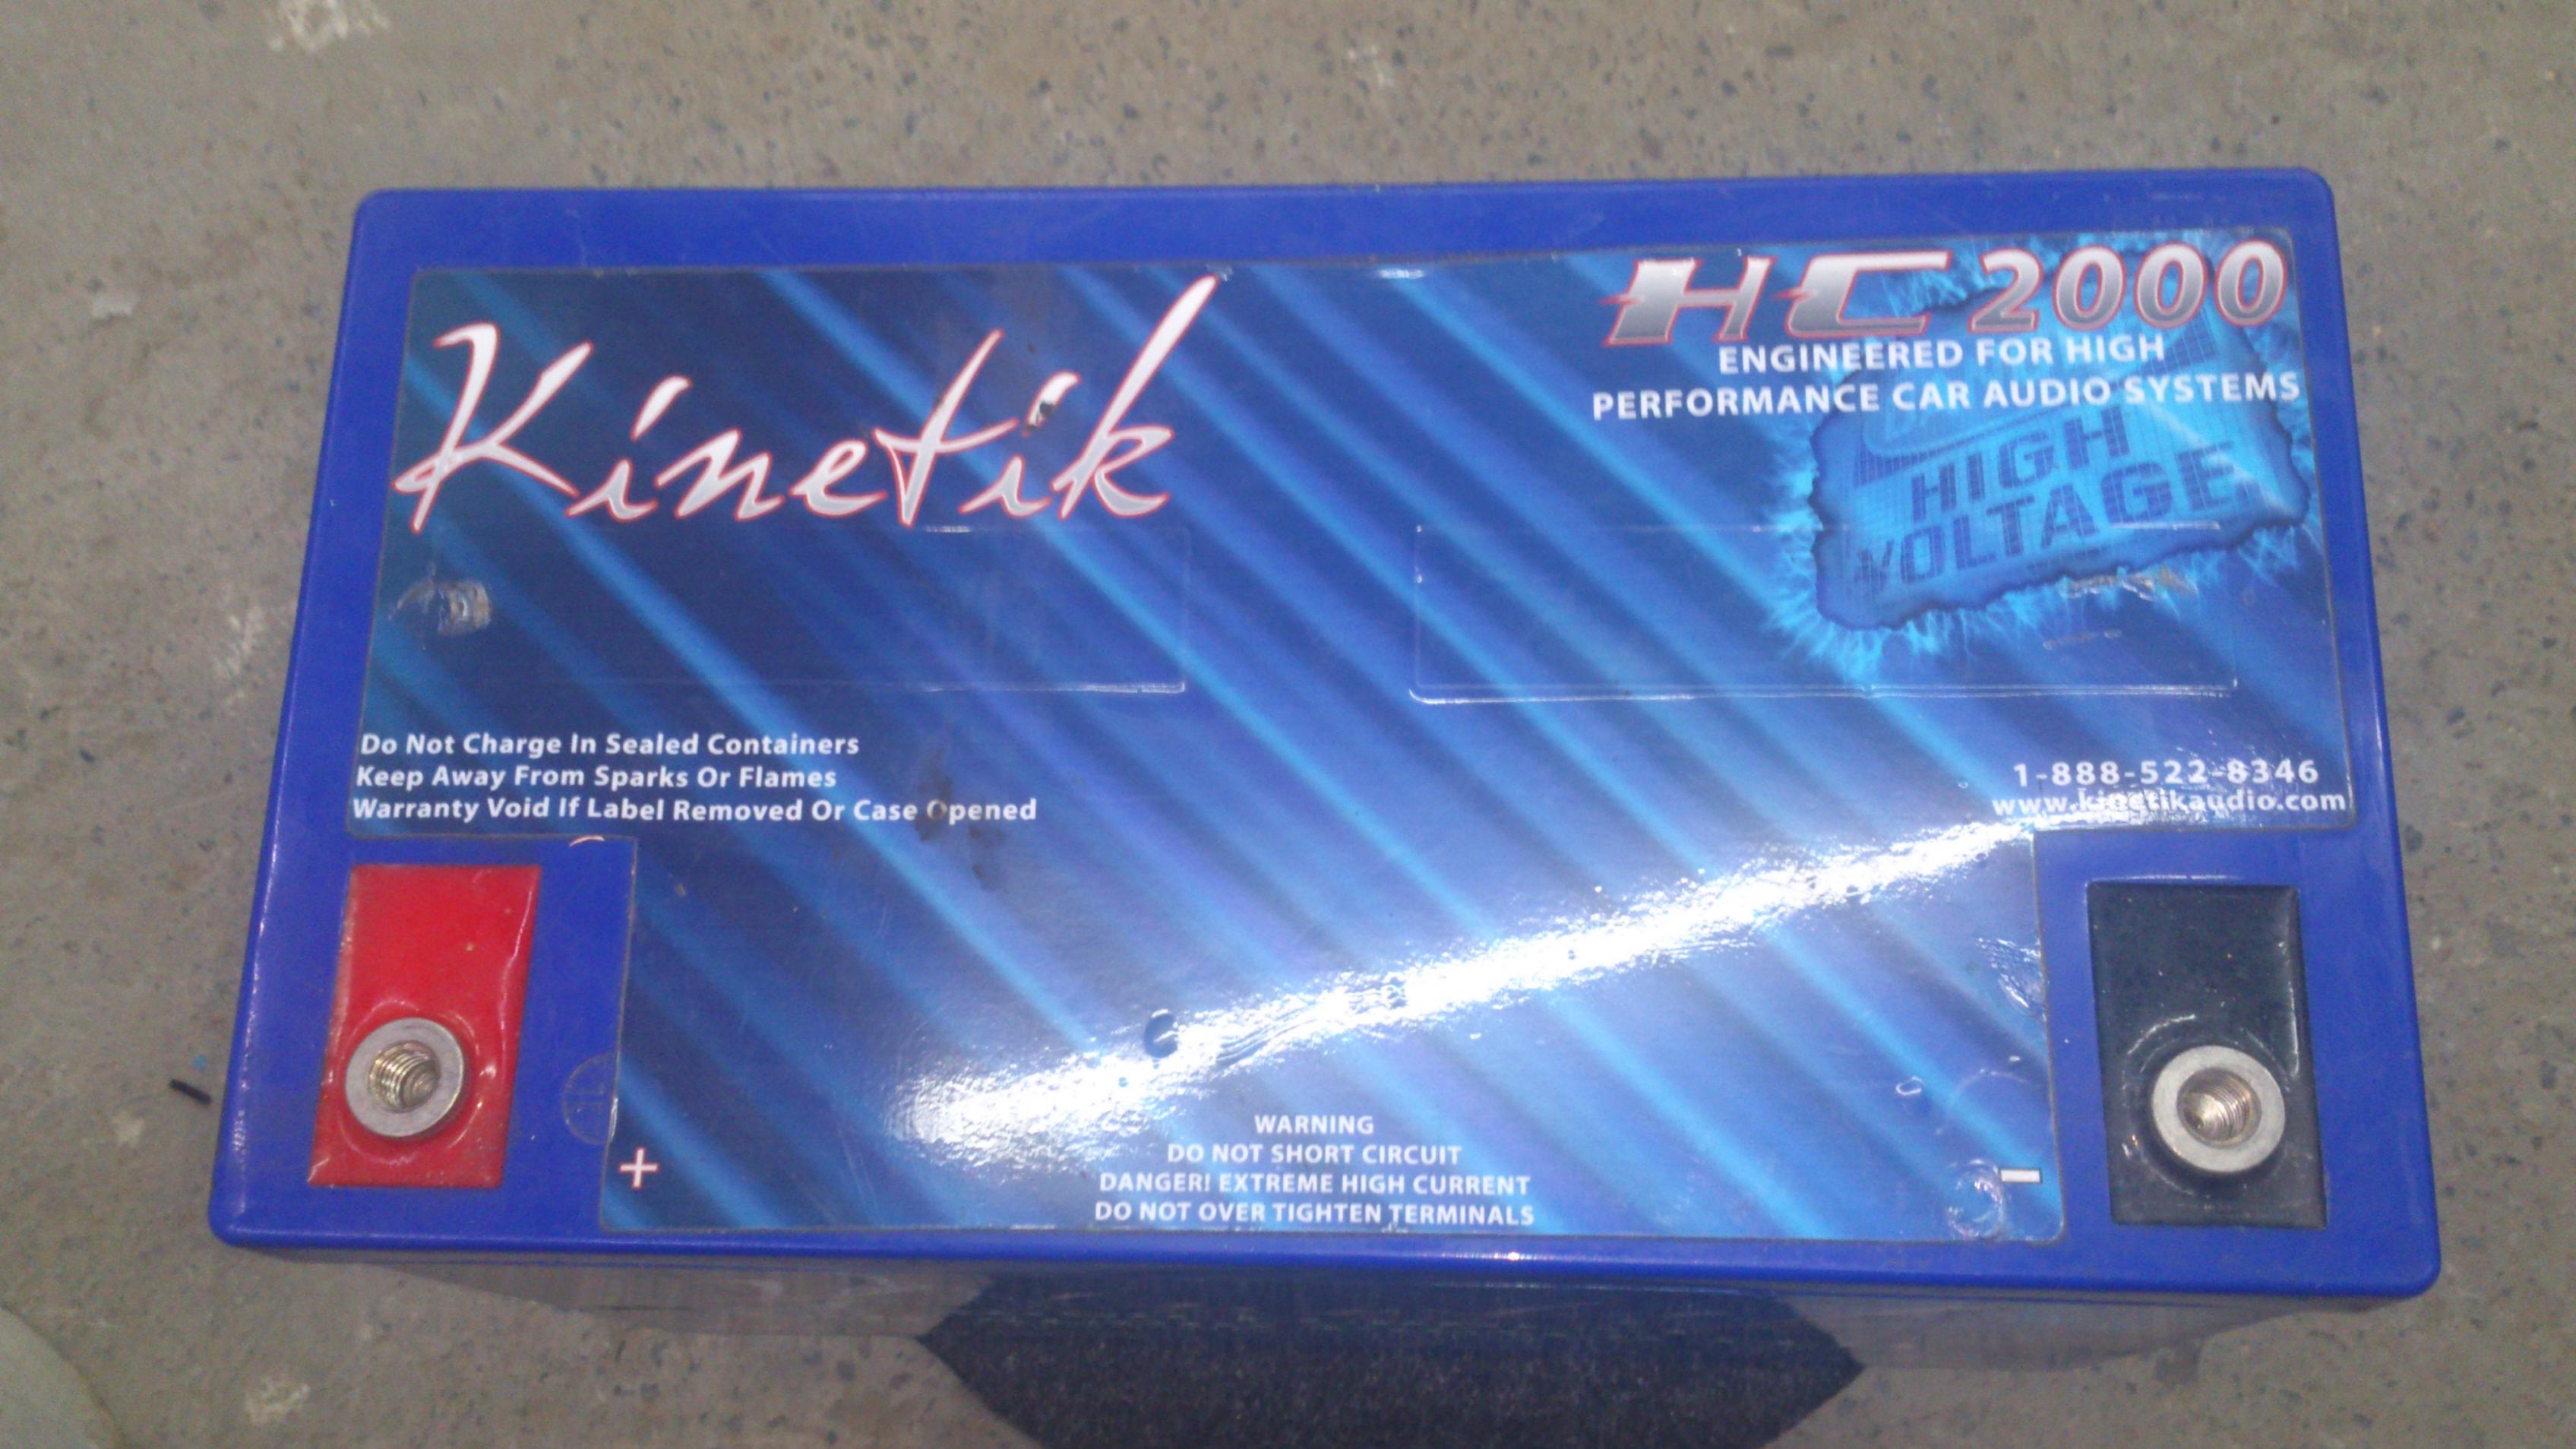 Kinetik
HC 2000
ENGINEERED FOR HIGH
PERFORMANCE CAR AUDIO SYSTEMS
HIGH
VOLTAGE
Do Not Charge In Sealed Containers
Keep Away From Sparks Or Flames
Warranty Void If Label Removed Or Case Opened
1-888-522-8346
www.kinetikaudio.com
+
-
WARNING
DO NOT SHORT CIRCUIT
DANGER! EXTREME HIGH CURRENT
DO NOT OVER TIGHTEN TERMINALS